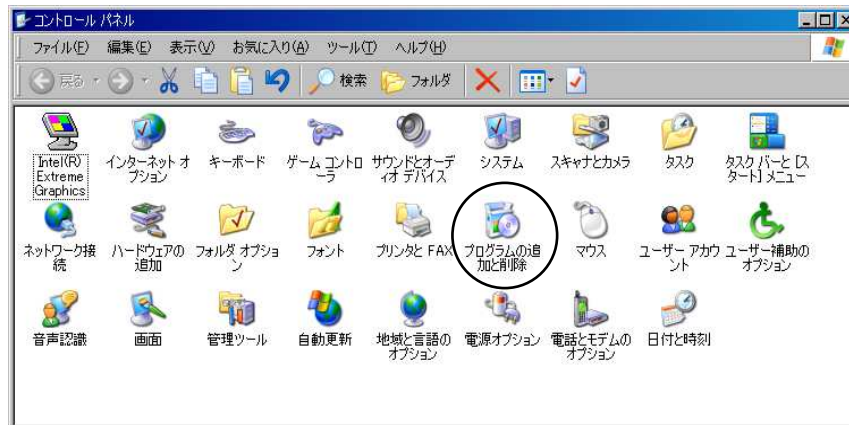 コントロール パネル
ファイル(F) 編集(E) 表示(V) お気に入り(A) ツール(T) ヘルプ(H)
戻る 検索 フォルダ
Intel(R) Extreme Graphics
インターネット オプション
キーボード
ゲーム コントローラ
サウンドとオーディオ デバイス
システム
スキャナとカメラ
タスク
タスク バーと [スタート] メニュー
ネットワーク接続
ハードウェアの追加
フォルダ オプション
フォント
プリンタと FAX
プログラムの追加と削除
マウス
ユーザー アカウント
ユーザー補助のオプション
音声認識
画面
管理ツール
自動更新
地域と言語のオプション
電源オプション
電話とモデムのオプション
日付と時刻